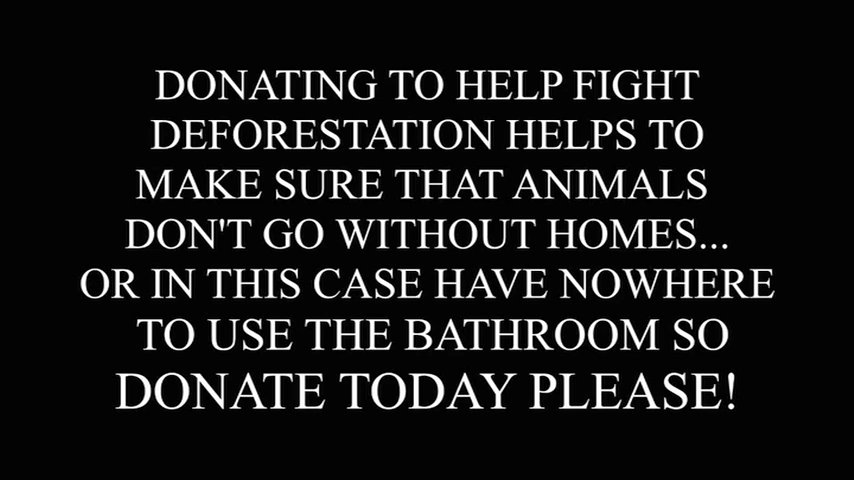 DONATING TO HELP FIGHT
DEFORESTATION HELPS TO
MAKE SURE THAT ANIMALS
DON'T GO WITHOUT HOMES...
OR IN THIS CASE HAVE NOWHERE
TO USE THE BATHROOM SO
DONATE TODAY PLEASE!